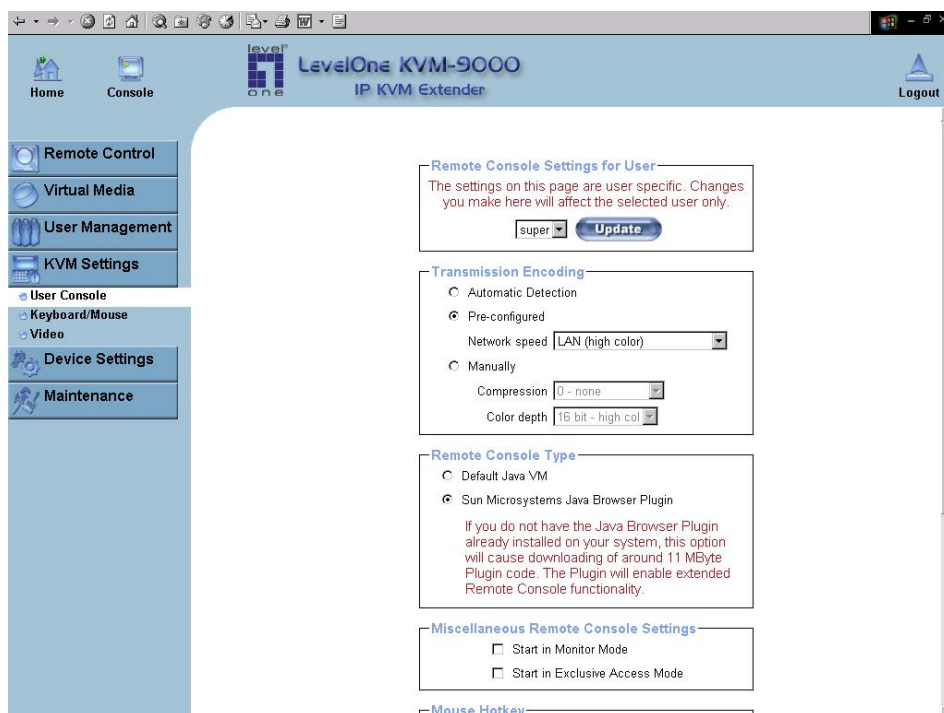 level
one
LevelOne KVM-9000
IP KVM Extender
Home
Console
Logout
Remote Control
Virtual Media
User Management
KVM Settings
User Console
Keyboard/Mouse
Video
Device Settings
Maintenance
Remote Console Settings for User
The settings on this page are user specific. Changes
you make here will affect the selected user only.
super
Update
Transmission Encoding
Automatic Detection
Pre-configured
Network speed LAN (high color)
Manually
Compression 0 - none
Color depth 16 bit - high col
Remote Console Type
Default Java VM
Sun Microsystems Java Browser Plugin
If you do not have the Java Browser Plugin
already installed on your system, this option
will cause downloading of around 11 MByte
Plugin code. The Plugin will enable extended
Remote Console functionality.
Miscellaneous Remote Console Settings
Start in Monitor Mode
Start in Exclusive Access Mode
Mouse Hotkey